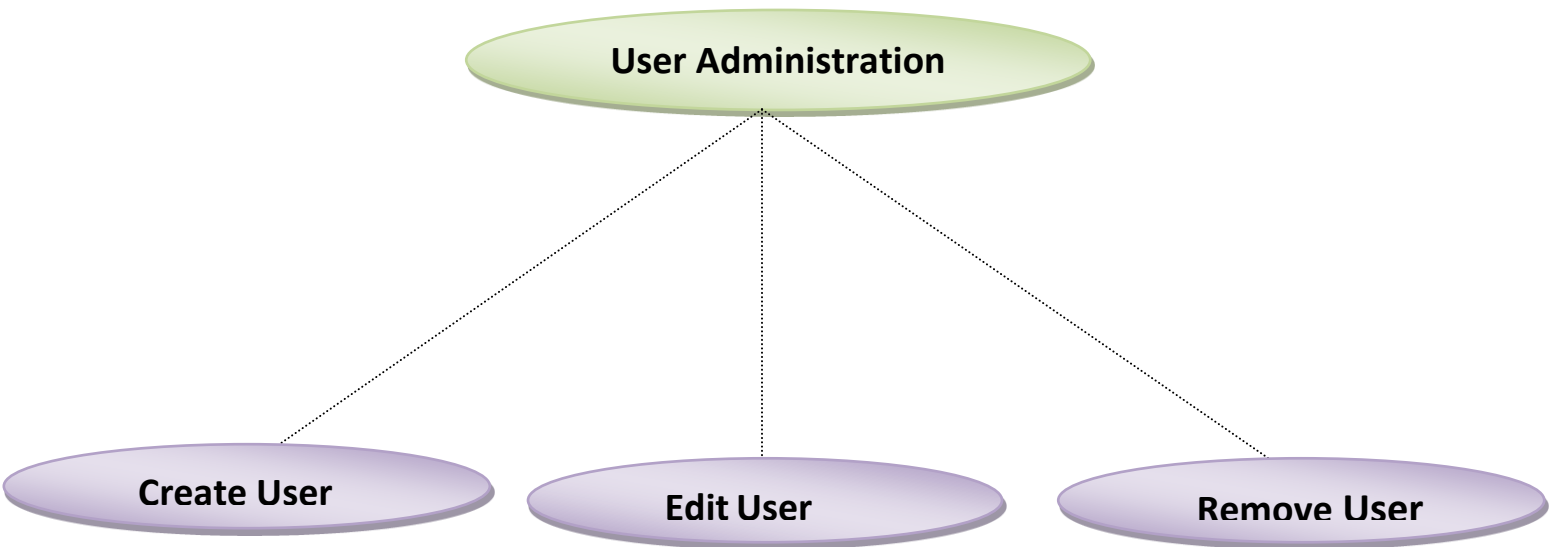 User Administration
Create User
Edit User
Remove User